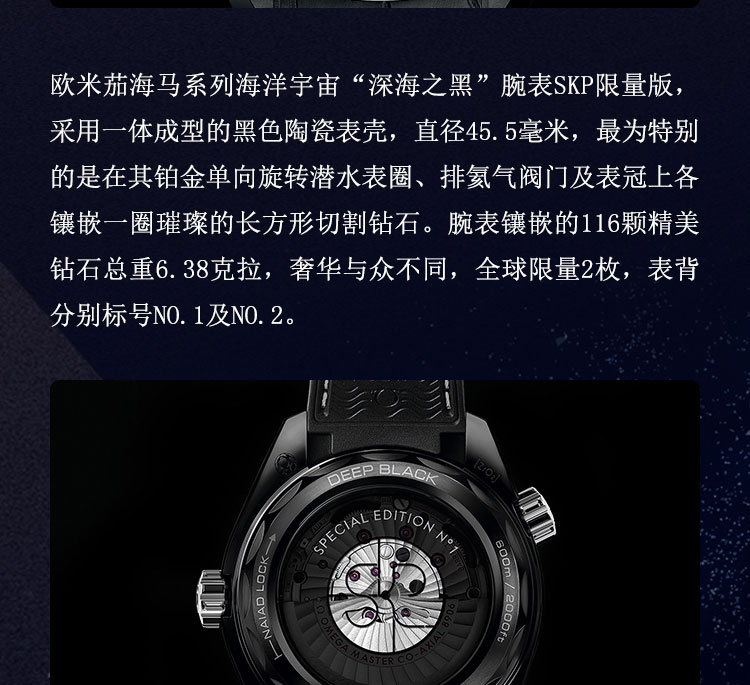 欧米茄海马系列海洋宇宙“深海之黑”腕表SKP限量版，
采用一体成型的黑色陶瓷表壳，直径45.5毫米，最为特别
的是在其铂金单向旋转潜水表圈、排氦气阀门及表冠上各
镶嵌一圈璀璨的长方形切割钻石。腕表镶嵌的116颗精美
钻石总重6.38克拉，奢华与众不同，全球限量2枚，表背
分别标号NO.1及NO.2。
DEEP BLACK
[ZrO2]
SPECIAL EDITION Nº1
NAIAD LOCK
600m / 2000ft
OMEGA MASTER CO-AXIAL